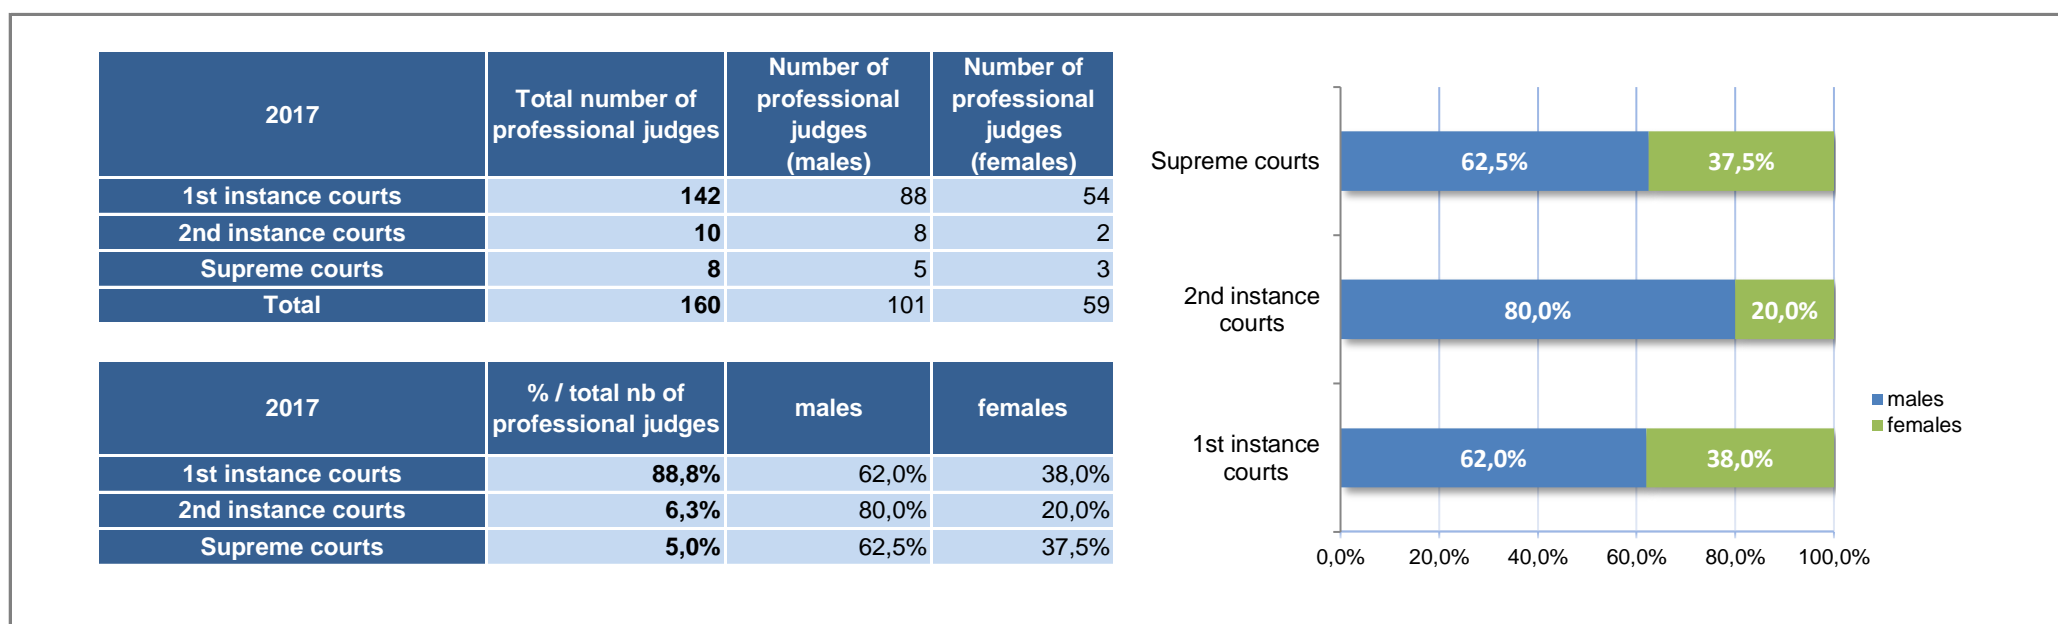 2017
Total number of
professional judges
Number of
professional
judges
(males)
Number of
professional
judges
(females)
1st instance courts 142 88 54
2nd instance courts 10 8 2
Supreme courts 8 5 3
Total 160 101 59
2017
% / total nb of
professional judges
males
females
1st instance courts 88,8% 62,0% 38,0%
2nd instance courts 6,3% 80,0% 20,0%
Supreme courts 5,0% 62,5% 37,5%
Supreme courts 62,5% 37,5%
2nd instance
courts
80,0% 20,0%
1st instance
courts
62,0% 38,0%
0,0% 20,0% 40,0% 60,0% 80,0% 100,0%
males
females